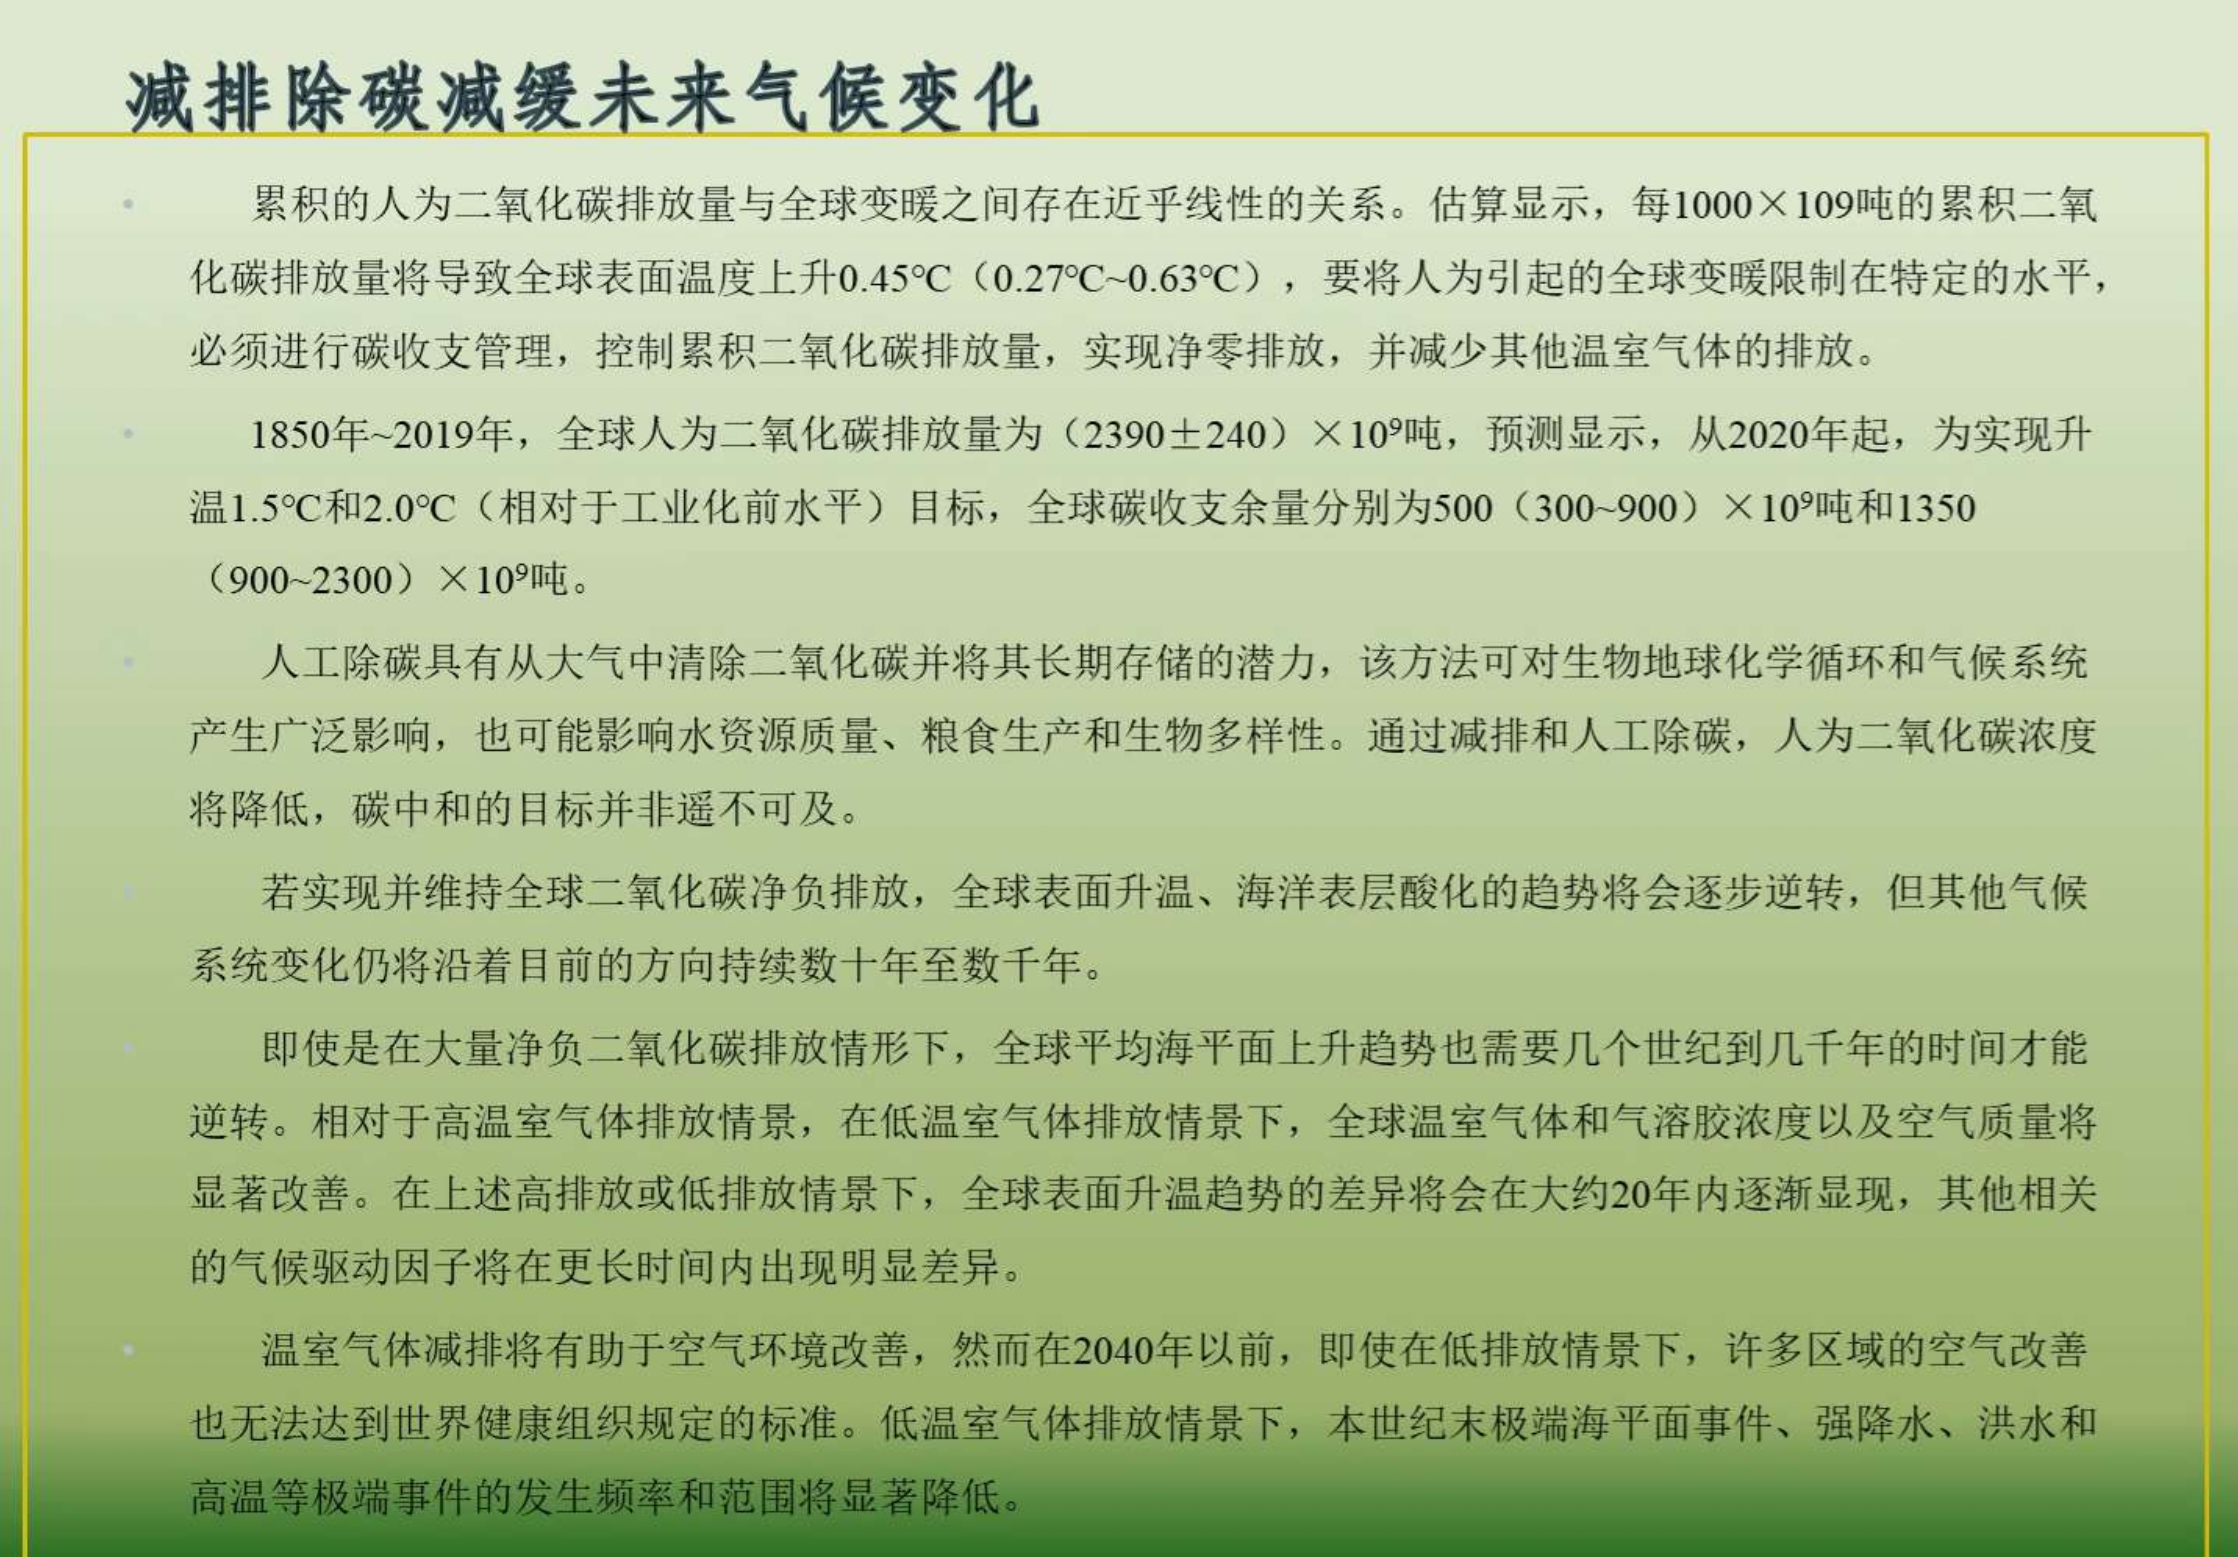 减排除碳减缓未来气候变化
累积的人为二氧化碳排放量与全球变暖之间存在近乎线性的关系。估算显示，每1000×109吨的累积二氧
化碳排放量将导致全球表面温度上升0.45℃（0.27℃~0.63℃），要将人为引起的全球变暖限制在特定的水平，
必须进行碳收支管理，控制累积二氧化碳排放量，实现净零排放，并减少其他温室气体的排放。
1850年~2019年，全球人为二氧化碳排放量为（2390±240）×10⁹吨，预测显示，从2020年起，为实现升
温1.5℃和2.0℃（相对于工业化前水平）目标，全球碳收支余量分别为500（300~900）×10⁹吨和1350
（900~2300）×10⁹吨。
人工除碳具有从大气中清除二氧化碳并将其长期存储的潜力，该方法可对生物地球化学循环和气候系统
产生广泛影响，也可能影响水资源质量、粮食生产和生物多样性。通过减排和人工除碳，人为二氧化碳浓度
将降低，碳中和的目标并非遥不可及。
若实现并维持全球二氧化碳净负排放，全球表面升温、海洋表层酸化的趋势将会逐步逆转，但其他气候
系统变化仍将沿着目前的方向持续数十年至数千年。
即使是在大量净负二氧化碳排放情形下，全球平均海平面上升趋势也需要几个世纪到几千年的时间才能
逆转。相对于高温室气体排放情景，在低温室气体排放情景下，全球温室气体和气溶胶浓度以及空气质量将
显著改善。在上述高排放或低排放情景下，全球表面升温趋势的差异将会在大约20年内逐渐显现，其他相关
的气候驱动因子将在更长时间内出现明显差异。
温室气体减排将有助于空气环境改善，然而在2040年以前，即使在低排放情景下，许多区域的空气改善
也无法达到世界健康组织规定的标准。低温室气体排放情景下，本世纪末极端海平面事件、强降水、洪水和
高温等极端事件的发生频率和范围将显著降低。